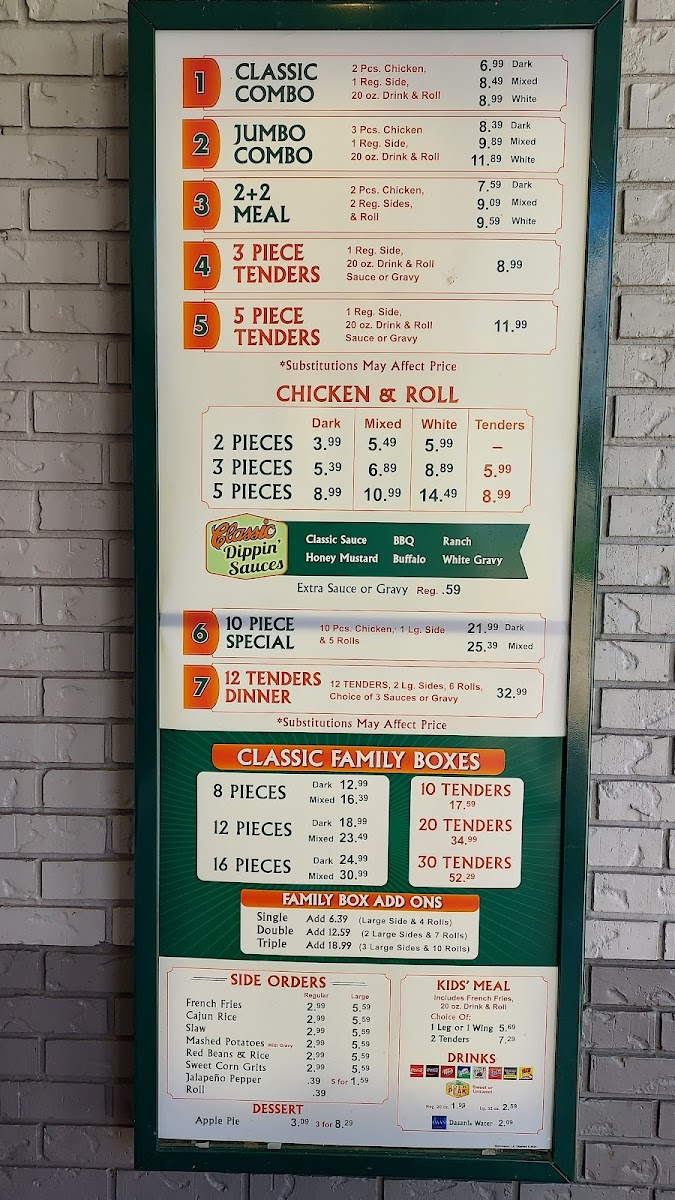 1 CLASSIC COMBO
2 Pcs. Chicken, 6.99 Dark
1 Reg. Side, 8.49 Mixed
20 oz. Drink & Roll 8.99 White
2 JUMBO COMBO
3 Pcs. Chicken 8.39 Dark
1 Reg. Side, 9.89 Mixed
20 oz. Drink & Roll 11.89 White
3 2+2 MEAL
2 Pcs. Chicken, 7.59 Dark
2 Reg. Sides, 9.09 Mixed
& Roll 9.59 White
4 3 PIECE TENDERS
1 Reg. Side,
20 oz. Drink & Roll 8.99
Sauce or Gravy
5 5 PIECE TENDERS
1 Reg. Side,
20 oz. Drink & Roll 11.99
Sauce or Gravy
*Substitutions May Affect Price
CHICKEN & ROLL
Dark Mixed White Tenders
2 PIECES 3.99 5.49 5.99 –
3 PIECES 5.39 6.89 8.89 5.99
5 PIECES 8.99 10.99 14.49 8.99
Classic Dippin' Sauces
Classic Sauce BBQ Ranch
Honey Mustard Buffalo White Gravy
Extra Sauce or Gravy Reg. .59
6 10 PIECE SPECIAL
10 Pcs. Chicken, 1 Lg. Side 21.99 Dark
& 5 Rolls 25.39 Mixed
7 12 TENDERS DINNER
12 TENDERS, 2 Lg. Sides, 6 Rolls,
Choice of 3 Sauces or Gravy 32.99
*Substitutions May Affect Price
CLASSIC FAMILY BOXES
8 PIECES Dark 12.99
Mixed 16.39
12 PIECES Dark 18.99
Mixed 23.49
16 PIECES Dark 24.99
Mixed 30.99
10 TENDERS
17.59
20 TENDERS
34.99
30 TENDERS
52.29
FAMILY BOX ADD ONS
Single Add 6.39 (Large Side & 4 Rolls)
Double Add 12.59 (2 Large Sides & 7 Rolls)
Triple Add 18.99 (3 Large Sides & 10 Rolls)
SIDE ORDERS
Regular Large
French Fries 2.99 5.59
Cajun Rice 2.99 5.59
Slaw 2.99 5.59
Mashed Potatoes With Gravy 2.99 5.59
Red Beans & Rice 2.99 5.59
Sweet Corn Grits 2.99 5.59
Jalapeño Pepper .39 5 for 1.59
Roll .39
DESSERT
Apple Pie 3.09 3 for 8.29
KIDS' MEAL
Includes French Fries,
20 oz. Drink & Roll
Choice Of:
1 Leg or 1 Wing 5.69
2 Tenders 7.29
DRINKS
GOLD PEAK Sweet or Unsweet
Reg. 20 oz. 1.99 Lg. 32 oz. 2.59
Dasani Water 2.09